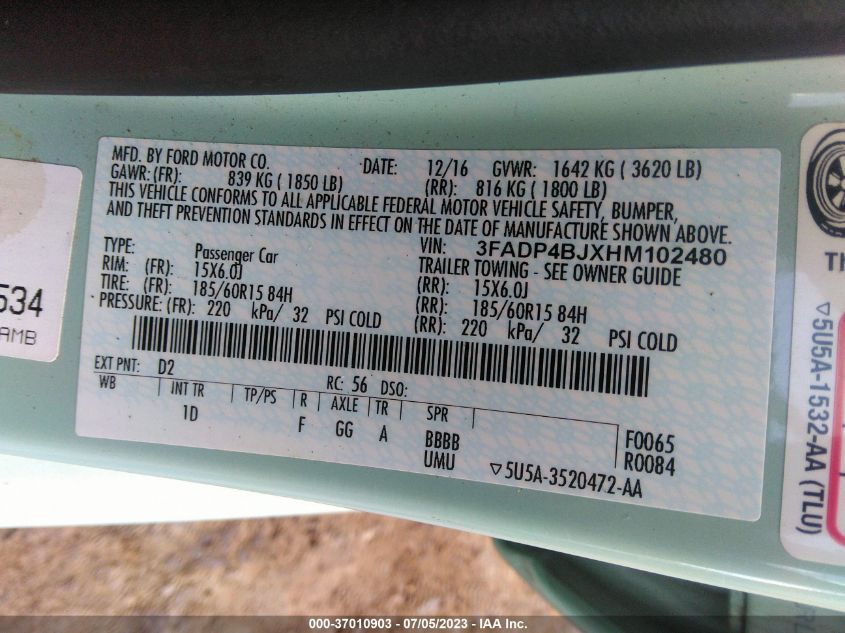 MFD. BY FORD MOTOR CO. DATE: 12/16 GVWR: 1642 KG ( 3620 LB)
GAWR: (FR): 839 KG ( 1850 LB) (RR): 816 KG ( 1800 LB)
THIS VEHICLE CONFORMS TO ALL APPLICABLE FEDERAL MOTOR VEHICLE SAFETY, BUMPER,
AND THEFT PREVENTION STANDARDS IN EFFECT ON THE DATE OF MANUFACTURE SHOWN ABOVE.
VIN: 3FADP4BJXHM102480
TYPE: Passenger Car TRAILER TOWING - SEE OWNER GUIDE
RIM: (FR): 15X6.0J (RR): 15X6.0J
TIRE: (FR): 185/60R15 84H (RR): 185/60R15 84H
PRESSURE: (FR): 220 kPa/ 32 PSI COLD (RR): 220 kPa/ 32 PSI COLD
EXT PNT: D2 RC: 56 DSO:
WB INT TR TP/PS R AXLE TR SPR
1D F GG A BBBB F0065
UMU R0084
▽5U5A-3520472-AA
534
AMB
TH
▽5U5A-1532-AA (TLU)
000-37010903 - 07/05/2023 - IAA Inc.